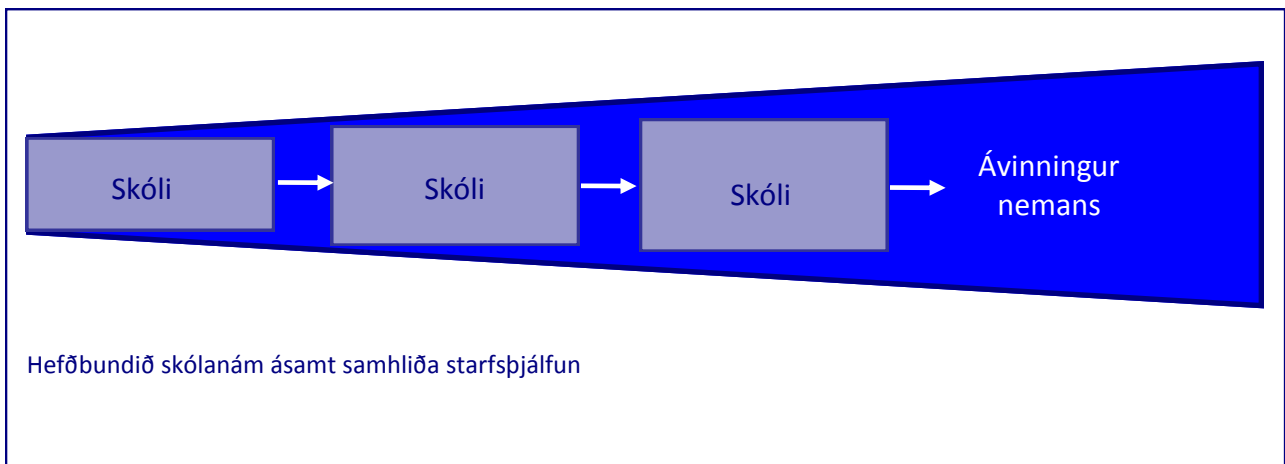 Skóli
Skóli
Skóli
Ávinningur
nemans
Hefðbundið skólanám ásamt samhliða starfsþjálfun